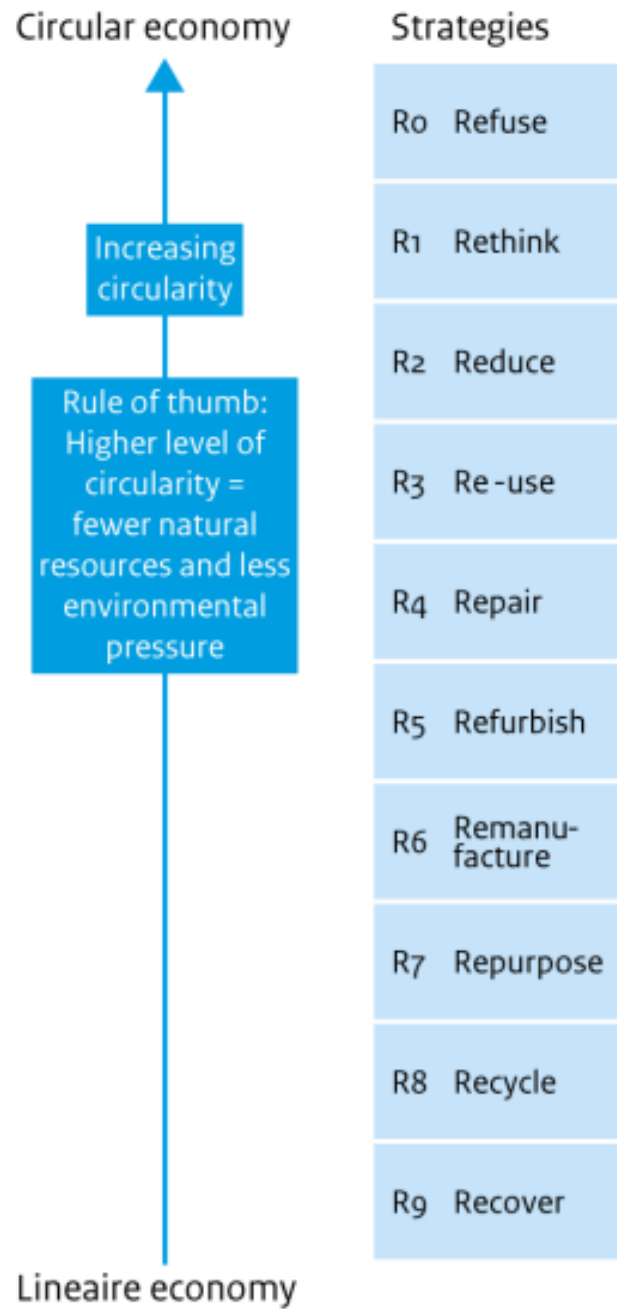 Circular economy
Strategies
Increasing
circularity
Rule of thumb:
Higher level of
circularity =
fewer natural
resources and less
environmental
pressure
Lineaire economy
R0 Refuse
R1 Rethink
R2 Reduce
R3 Re-use
R4 Repair
R5 Refurbish
R6 Remanu-
facture
R7 Repurpose
R8 Recycle
R9 Recover